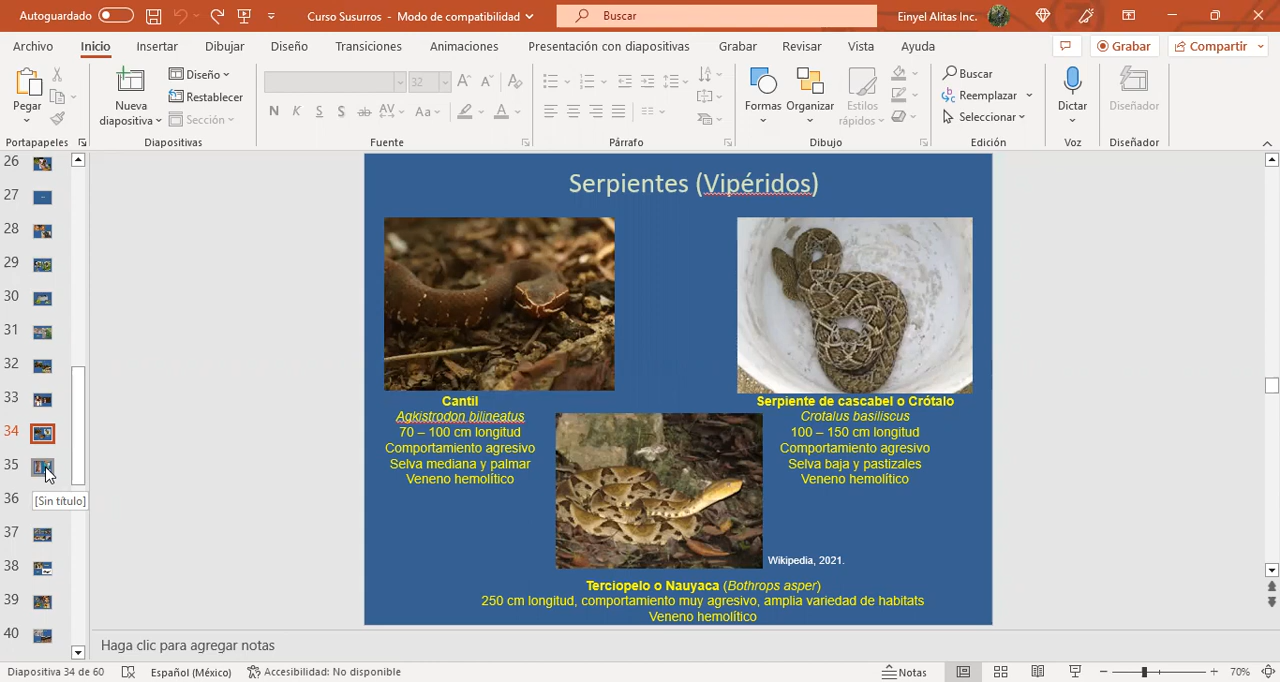 Autoguardado
Curso Susurros - Modo de compatibilidad
Buscar
Einyel Alitas Inc.
Archivo Inicio Insertar Dibujar Diseño Transiciones Animaciones Presentación con diapositivas Grabar Revisar Vista Ayuda
Grabar
Compartir
Pegar
Nueva diapositiva
Diseño
Restablecer
Sección
32
N K S S ab AV Aa A
Formas
Organizar
Estilos rápidos
Buscar
Reemplazar
Seleccionar
Dictar
Diseñador
Portapapeles Diapositivas Fuente Párrafo Dibujo Edición Voz Diseñador
26
27
28
29
30
31
32
33
34
35
[Sin título]
36
37
38
39
40
Serpientes (Vipéridos)
Cantil
Agkistrodon bilineatus
70 – 100 cm longitud
Comportamiento agresivo
Selva mediana y palmar
Veneno hemolítico
Serpiente de cascabel o Crótalo
Crotalus basiliscus
100 – 150 cm longitud
Comportamiento agresivo
Selva baja y pastizales
Veneno hemolítico
Wikipedia, 2021.
Terciopelo o Nauyaca (Bothrops asper)
250 cm longitud, comportamiento muy agresivo, amplia variedad de habitats
Veneno hemolítico
Haga clic para agregar notas
Diapositiva 34 de 60
Español (México)
Accesibilidad: No disponible
Notas
70%